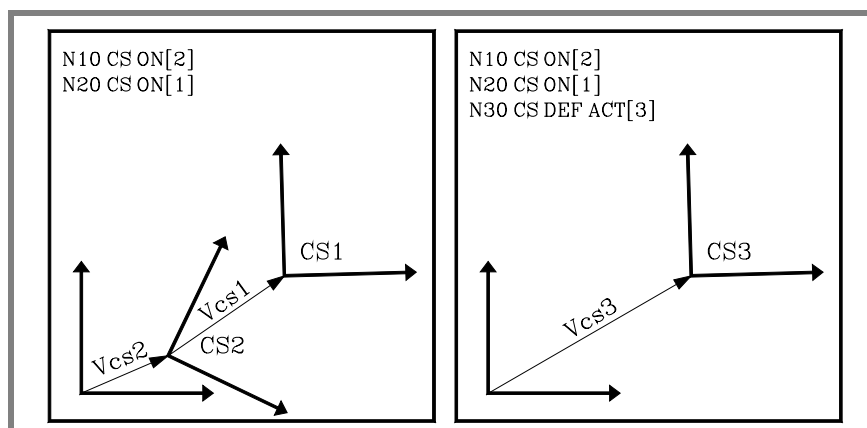 N10 CS ON[2]
N20 CS ON[1]
CS1
Vcs1
CS2
Vcs2
N10 CS ON[2]
N20 CS ON[1]
N30 CS DEF ACT[3]
CS3
Vcs3